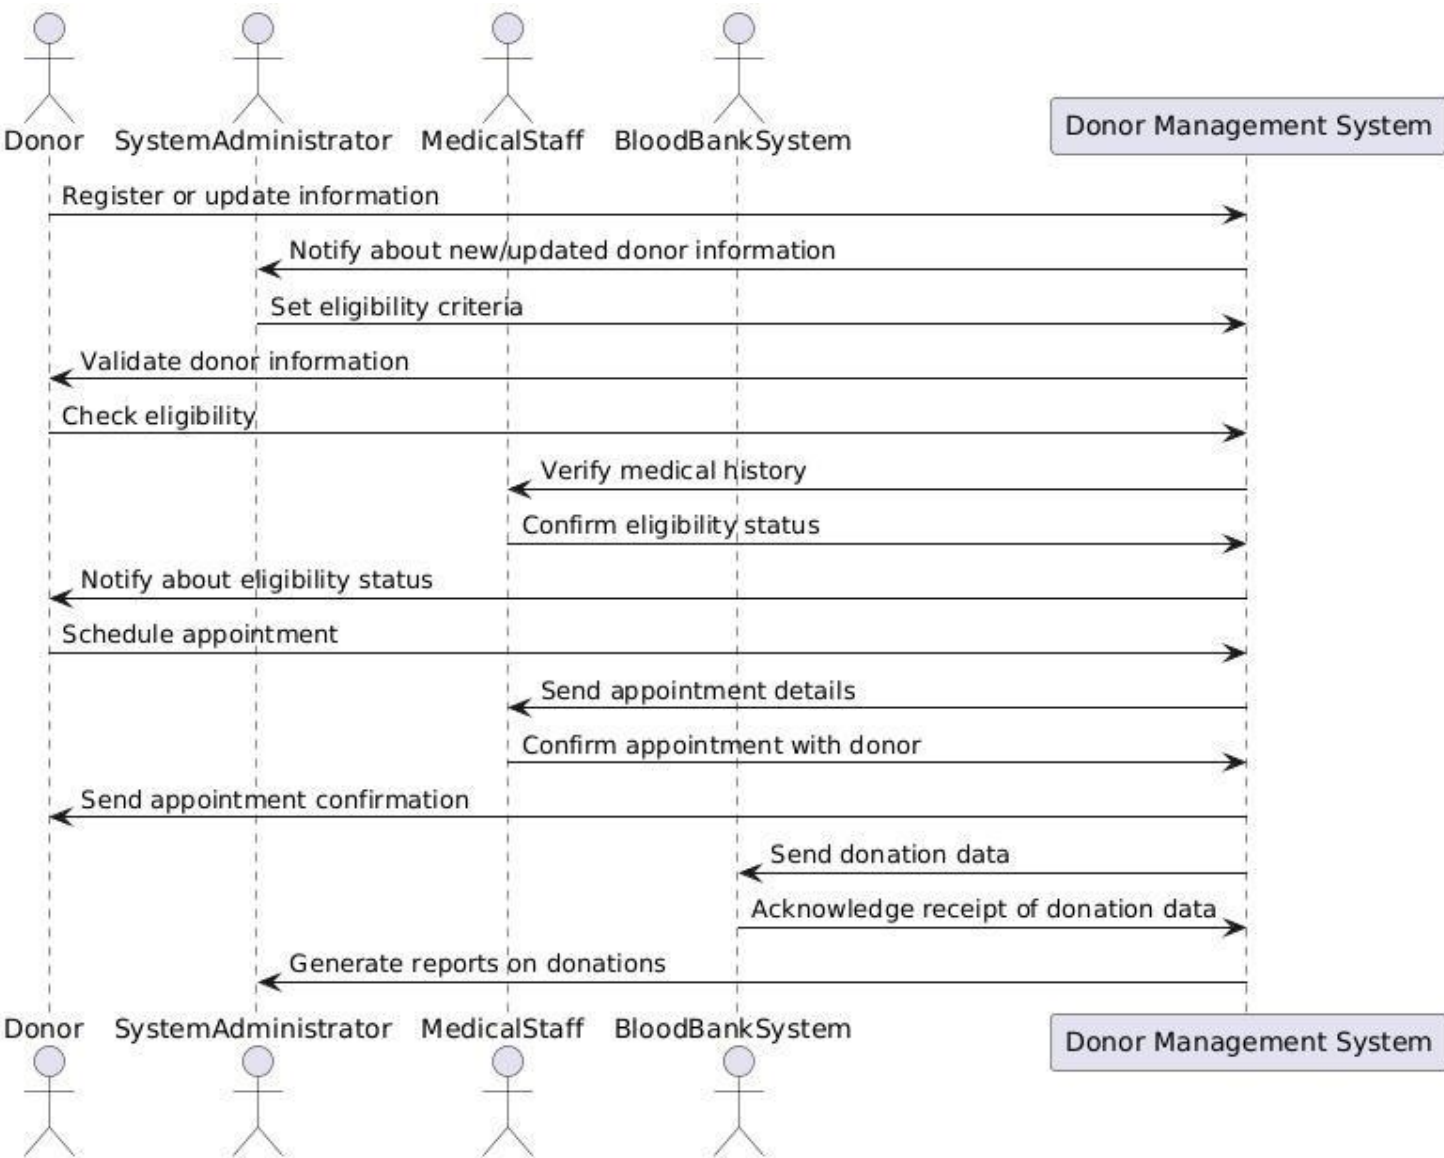 Donor SystemAdministrator MedicalStaff BloodBankSystem Donor Management System
Register or update information
Notify about new/updated donor information
Set eligibility criteria
Validate donor information
Check eligibility
Verify medical history
Confirm eligibility status
Notify about eligibility status
Schedule appointment
Send appointment details
Confirm appointment with donor
Send appointment confirmation
Send donation data
Acknowledge receipt of donation data
Generate reports on donations
Donor SystemAdministrator MedicalStaff BloodBankSystem Donor Management System